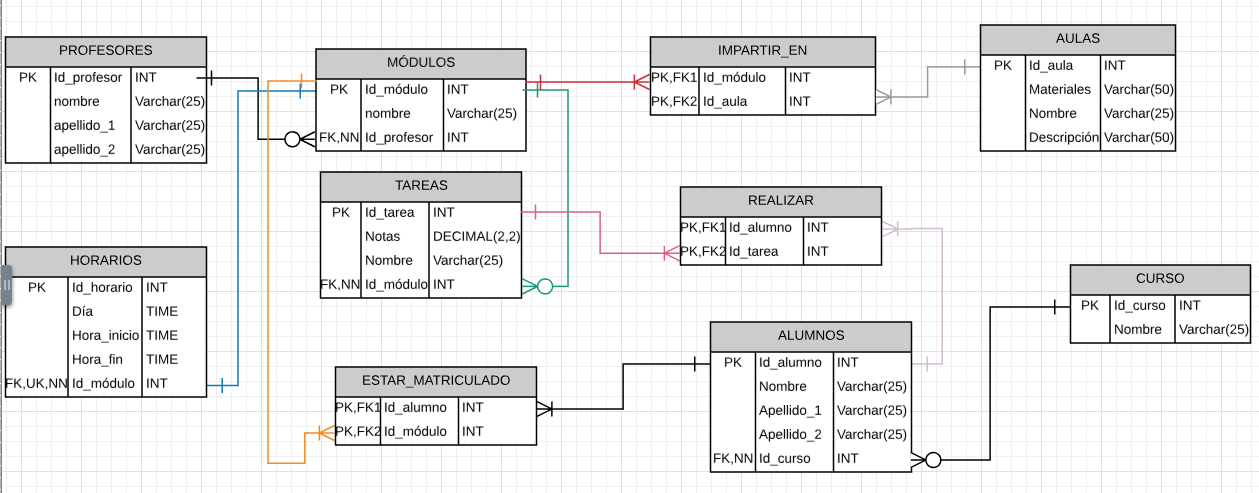 PROFESORES
PK Id_profesor INT
nombre Varchar(25)
apellido_1 Varchar(25)
apellido_2 Varchar(25)
MÓDULOS
PK Id_módulo INT
nombre Varchar(25)
FK,NN Id_profesor INT
IMPARTIR_EN
PK,FK1 Id_módulo INT
PK,FK2 Id_aula INT
AULAS
PK Id_aula INT
Materiales Varchar(50)
Nombre Varchar(25)
Descripción Varchar(50)
TAREAS
PK Id_tarea INT
Notas DECIMAL(2,2)
Nombre Varchar(25)
FK,NN Id_módulo INT
REALIZAR
PK,FK1 Id_alumno INT
PK,FK2 Id_tarea INT
HORARIOS
PK Id_horario INT
Día TIME
Hora_inicio TIME
Hora_fin TIME
FK,UK,NN Id_módulo INT
CURSO
PK Id_curso INT
Nombre Varchar(25)
ALUMNOS
PK Id_alumno INT
Nombre Varchar(25)
Apellido_1 Varchar(25)
Apellido_2 Varchar(25)
FK,NN Id_curso INT
ESTAR_MATRICULADO
PK,FK1 Id_alumno INT
PK,FK2 Id_módulo INT